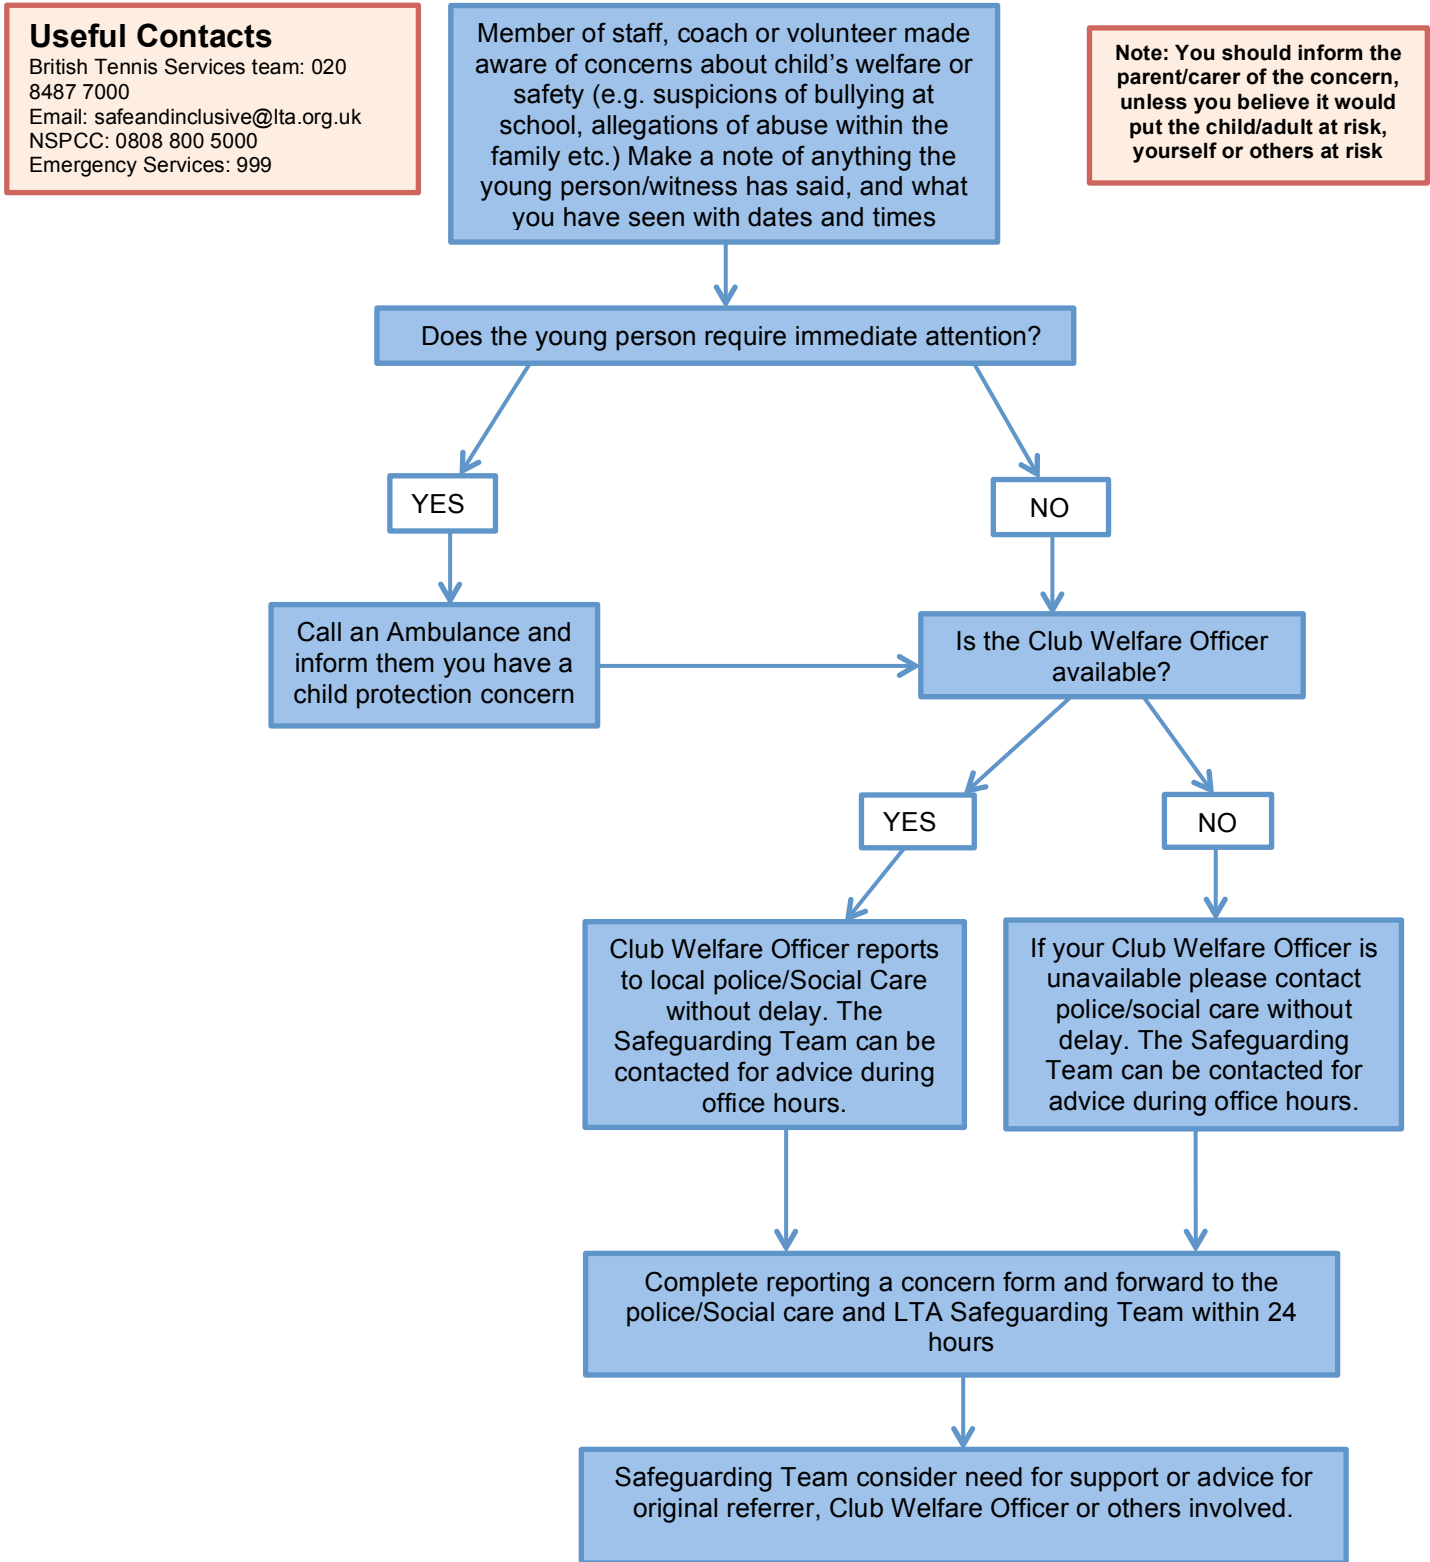 Useful Contacts
British Tennis Services team: 020
8487 7000
Email: safeandinclusive@lta.org.uk
NSPCC: 0808 800 5000
Emergency Services: 999
Member of staff, coach or volunteer made
aware of concerns about child's welfare or
safety (e.g. suspicions of bullying at
school, allegations of abuse within the
family etc.) Make a note of anything the
young person/witness has said, and what
you have seen with dates and times
Note: You should inform the
parent/carer of the concern,
unless you believe it would
put the child/adult at risk,
yourself or others at risk
Does the young person require immediate attention?
YES
NO
Call an Ambulance and
inform them you have a
child protection concern
Is the Club Welfare Officer
available?
YES
NO
Club Welfare Officer reports
to local police/Social Care
without delay. The
Safeguarding Team can be
contacted for advice during
office hours.
If your Club Welfare Officer is
unavailable please contact
police/social care without
delay. The Safeguarding
Team can be contacted for
advice during office hours.
Complete reporting a concern form and forward to the
police/Social care and LTA Safeguarding Team within 24
hours
Safeguarding Team consider need for support or advice for
original referrer, Club Welfare Officer or others involved.